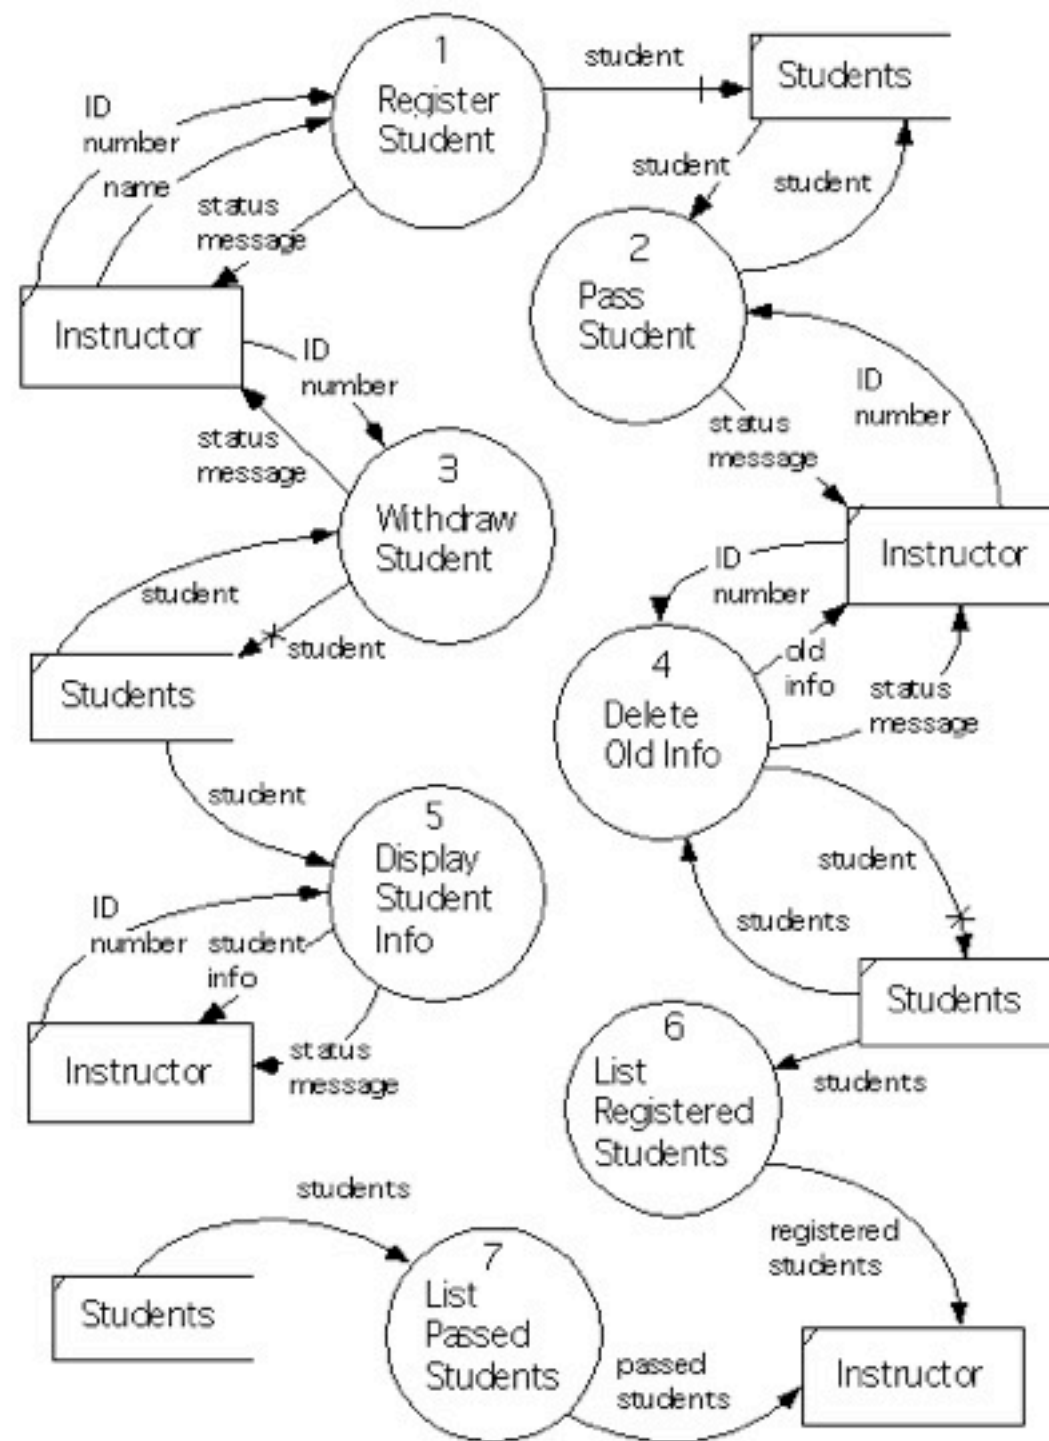 1
Register
Student
student
Students
ID
number
name
status
message
student
student
2
Pass
Student
Instructor
ID
number
ID
number
status
message
status
message
3
Withdraw
Student
Instructor
ID
number
student
student
old
info
status
message
4
Delete
Old Info
Students
student
5
Display
Student
Info
student
students
ID
number
student
info
Students
Instructor
status
message
6
List
Registered
Students
students
students
registered
students
7
List
Passed
Students
Students
passed
students
Instructor